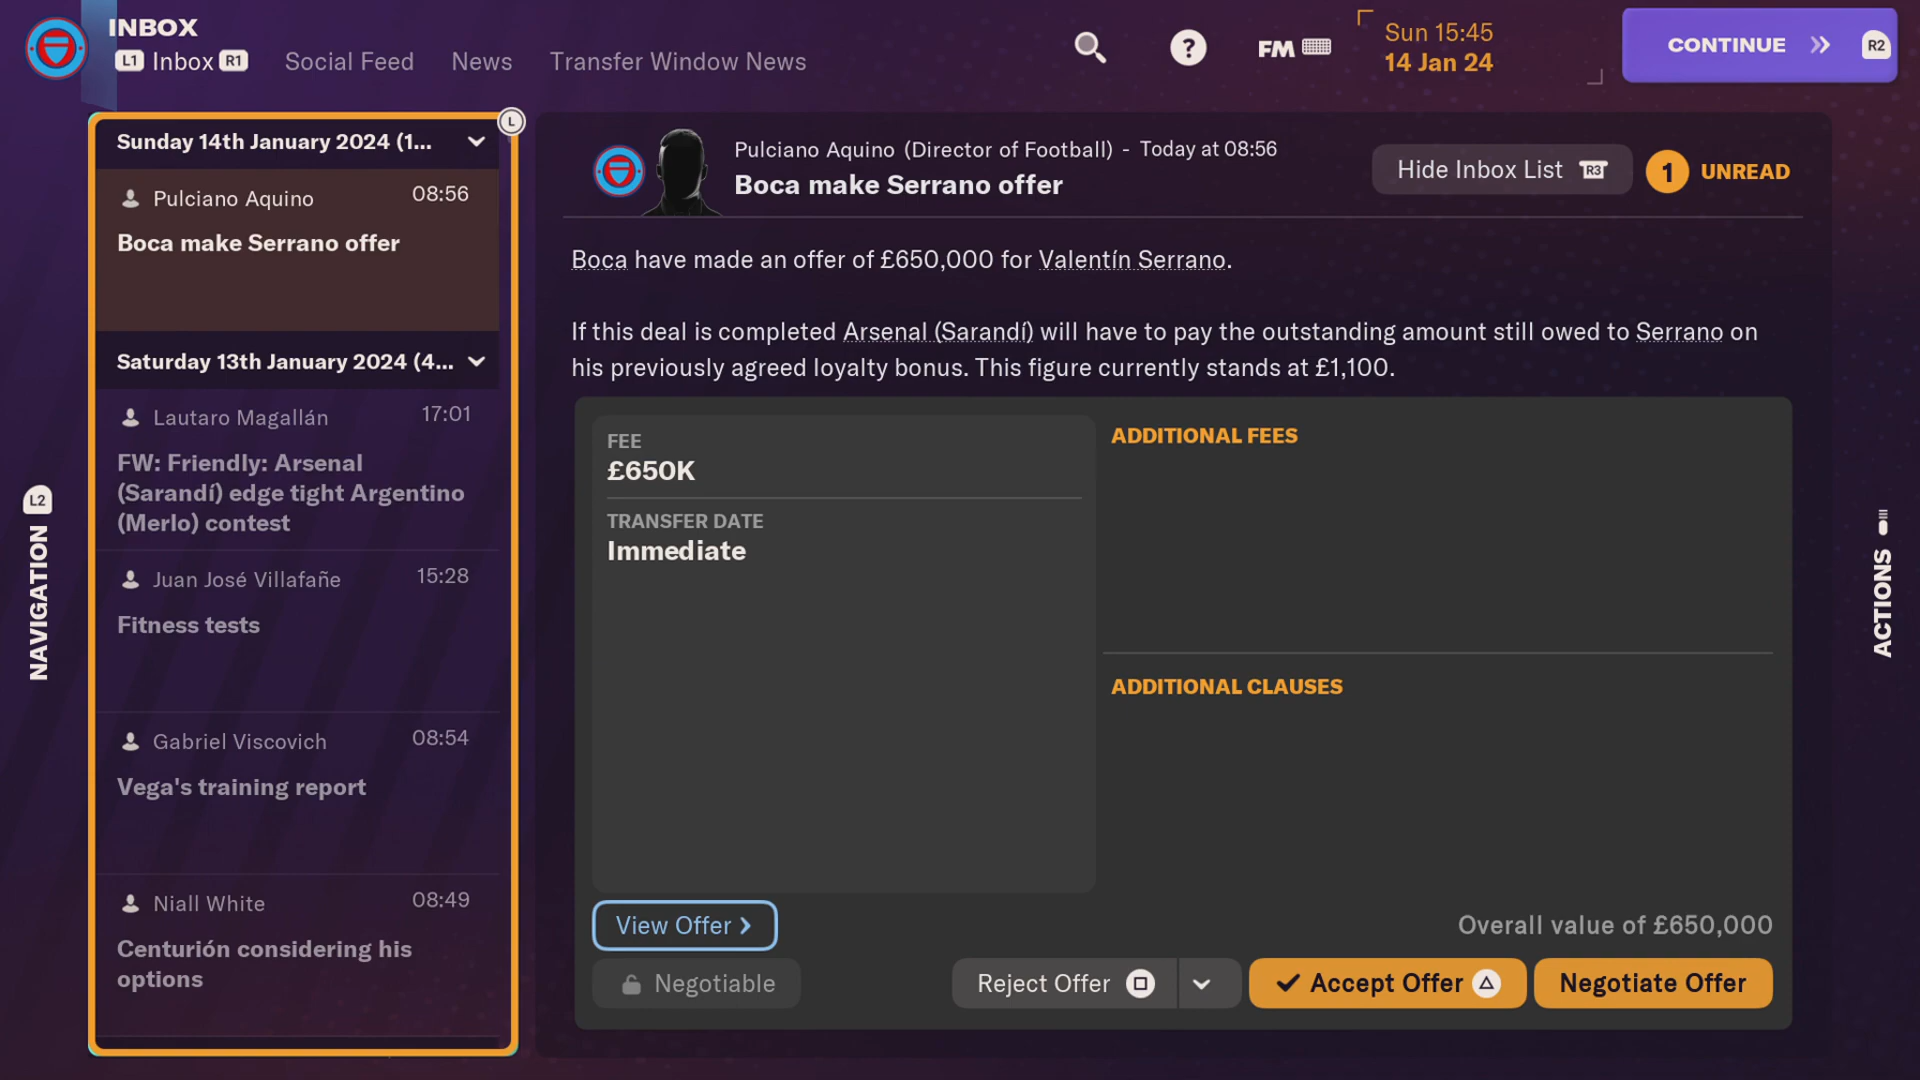 INBOX
L1 Inbox R1 Social Feed News Transfer Window News
? FM
Sun 15:45
14 Jan 24
CONTINUE R2
L
Sunday 14th January 2024 (1...
Pulciano Aquino 08:56
Boca make Serrano offer
Saturday 13th January 2024 (4...
Lautaro Magallán 17:01
FW: Friendly: Arsenal
(Sarandí) edge tight Argentino
(Merlo) contest
Juan José Villafañe 15:28
Fitness tests
Gabriel Viscovich 08:54
Vega's training report
Niall White 08:49
Centurión considering his
options
L2
NAVIGATION
Pulciano Aquino (Director of Football) - Today at 08:56
Boca make Serrano offer
Hide Inbox List R3
1 UNREAD
Boca have made an offer of £650,000 for Valentín Serrano.
If this deal is completed Arsenal (Sarandí) will have to pay the outstanding amount still owed to Serrano on
his previously agreed loyalty bonus. This figure currently stands at £1,100.
FEE
£650K
TRANSFER DATE
Immediate
ADDITIONAL FEES
ADDITIONAL CLAUSES
View Offer
Overall value of £650,000
Negotiable
Reject Offer
Accept Offer
Negotiate Offer
ACTIONS